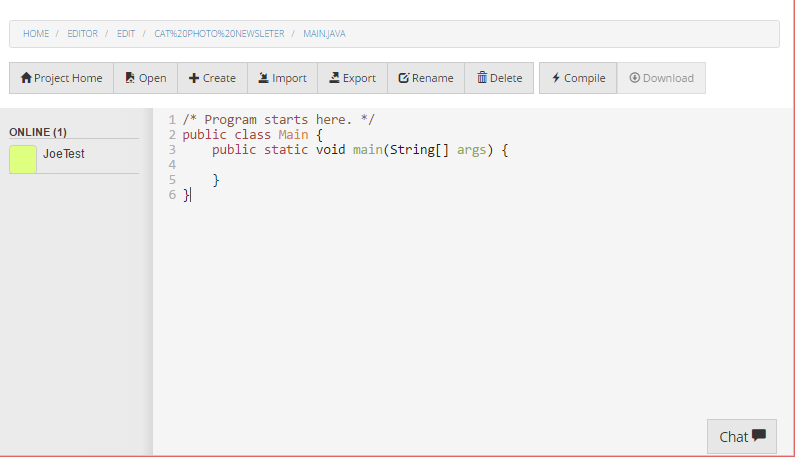 HOME / EDITOR / EDIT / CAT%20PHOTO%20NEWSLETER / MAIN.JAVA
Project Home Open Create Import Export Rename Delete Compile Download
ONLINE (1)
JoeTest
1 /* Program starts here. */
2 public class Main {
3     public static void main(String[] args) {
4
5     }
6 }
Chat